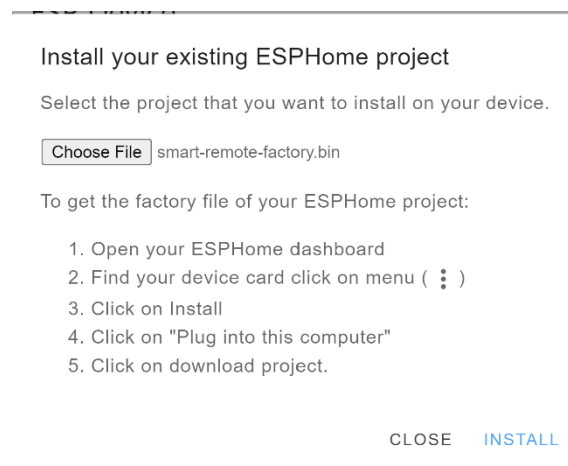 ESP Device
Install your existing ESPHome project
Select the project that you want to install on your device.
Choose File smart-remote-factory.bin
To get the factory file of your ESPHome project:
1. Open your ESPHome dashboard
2. Find your device card click on menu ( ⋮ )
3. Click on Install
4. Click on "Plug into this computer"
5. Click on download project.
CLOSE INSTALL